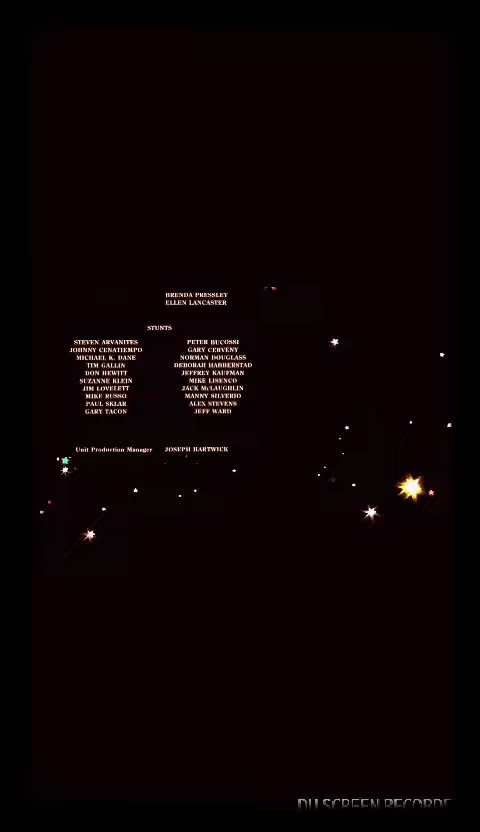 BRENDA PRESSLEY
ELLEN LANCASTER
STUNTS
STEVEN ARVANITES PETER BUCOSSI
JOHNNY CENATIEMPO GARY CERVENY
MICHAEL K. DANE NORMAN DOUGLASS
TIM GALLIN DEBORAH HABBERSTAD
DON HEWITT JEFFREY KAUFMAN
SUZANNE KLEIN MIKE LISENCO
JIM LOVELETT JACK McLAUGHLIN
MIKE RUSSO MANNY SILVERIO
PAUL SKLAR ALEX STEVENS
GARY TACON JEFF WARD
Unit Production Manager JOSEPH HARTWICK
DU SCREEN RECORDE